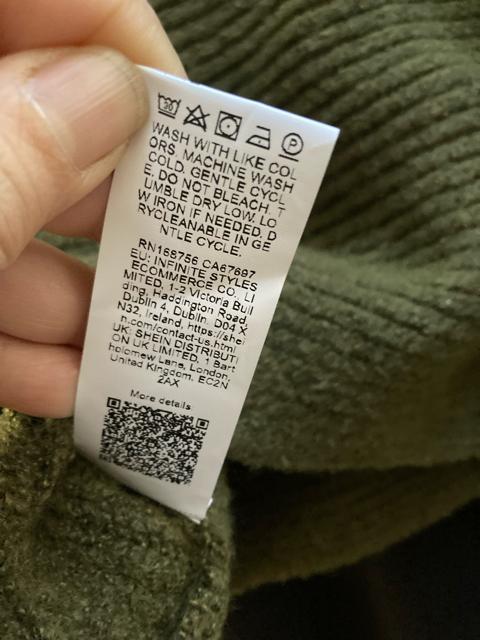 30
P
WASH WITH LIKE COL
ORS, MACHINE WASH
COLD. GENTLE CYCL
E, DO NOT BLEACH. T
UMBLE DRY LOW. LO
W IRON IF NEEDED. D
RYCLEANABLE IN GE
NTLE CYCLE.
RN168756 CA67697
EU: INFINITE STYLES
ECOMMERCE CO. LI
MITED, 1-2 Victoria Buil
ding, Haddington Road,
Dublin 4, Dublin, D04 X
N32, Ireland, https://shei
n.com/contact-us.html
UK: SHEIN DISTRIBUTI
ON UK LIMITED, 1 Bart
holomew Lane, London,
United Kingdom, EC2N
2AX
More details